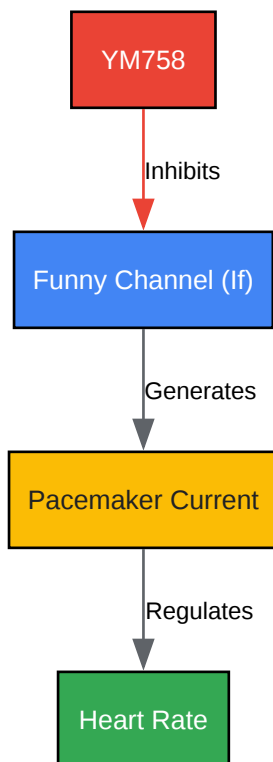 YM758
Inhibits
Funny Channel (If)
Generates
Pacemaker Current
Regulates
Heart Rate